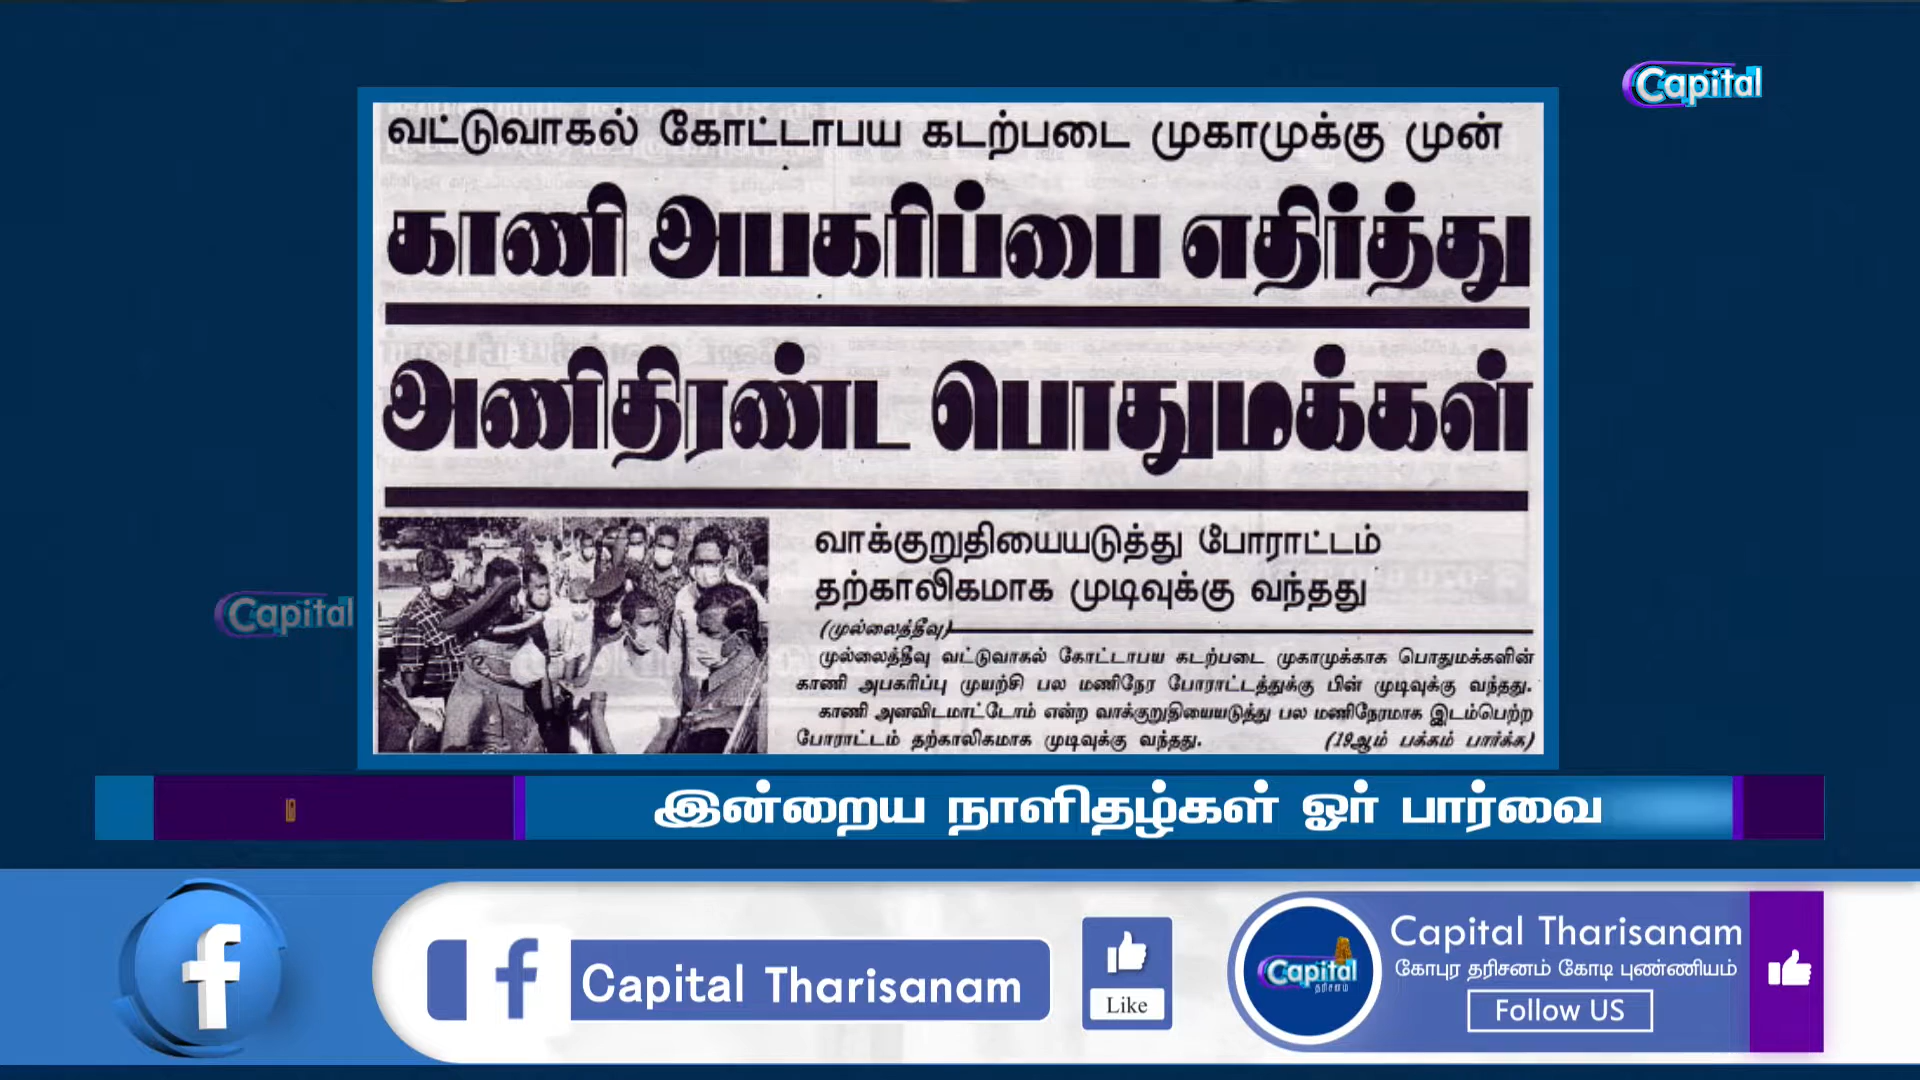 Capital
வட்டுவாகல் கோட்டாபய கடற்படை முகாமுக்கு முன்
காணி அபகரிப்பை எதிர்த்து
அணிதிரண்ட பொதுமக்கள்
வாக்குறுதியையடுத்து போராட்டம்
தற்காலிகமாக முடிவுக்கு வந்தது
(முல்லைத்தீவு)
முல்லைத்தீவு வட்டுவாகல் கோட்டாபய கடற்படை முகாமுக்காக பொதுமக்களின்
காணி அபகரிப்பு முயற்சி பல மணிநேர போராட்டத்துக்கு பின் முடிவுக்கு வந்தது.
காணி அளவிடமாட்டோம் என்ற வாக்குறுதியையடுத்து பல மணிநேரமாக இடம்பெற்ற
போராட்டம் தற்காலிகமாக முடிவுக்கு வந்தது. (19ஆம் பக்கம் பார்க்க)
Capital
இன்றைய நாளிதழ்கள் ஓர் பார்வை
Capital Tharisanam
Like
Capital
தரிசனம்
Capital Tharisanam
கோபுர தரிசனம் கோடி புண்ணியம்
Follow US